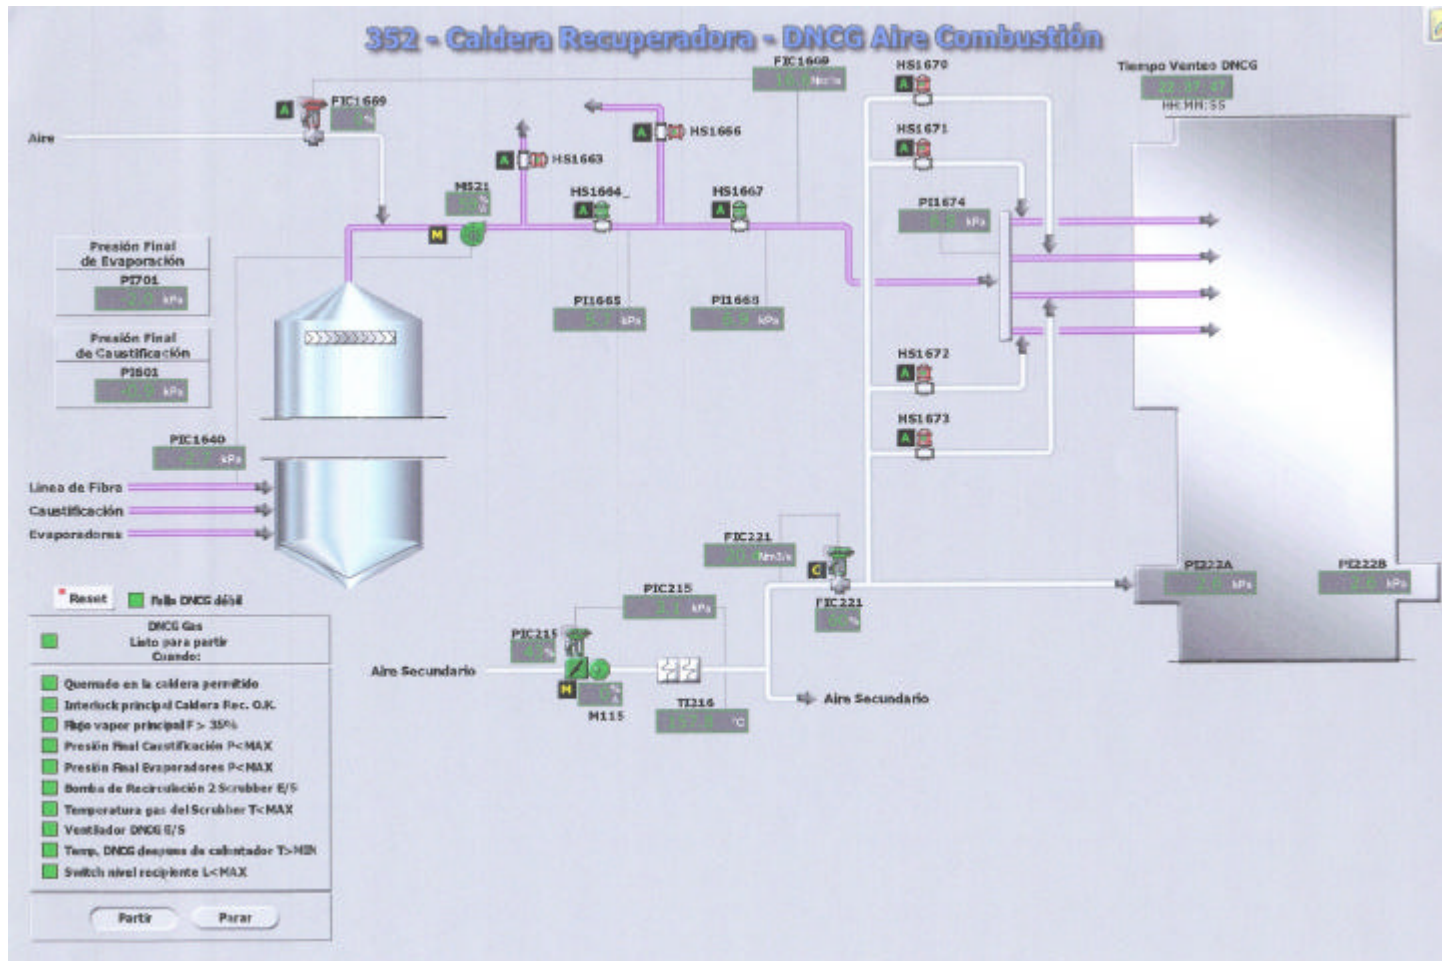 352 - Caldera Recuperadora - DNCG Aire Combustión
FIC1669
HS1670
Tiempo Venteo DNCG
HH:MM:SS
A
FIC1669
%
A
Aire
HS1671
A
A
HS1666
A
HS1663
MS21
%
HS1664
HS1667
A
A
PI1674
kPa
M
Presión Final
de Evaporación
PI701
kPa
PI1665
kPa
PI1668
kPa
Presión Final
de Caustificación
PI601
kPa
HS1672
A
HS1673
A
PIC1640
kPa
Linea de Fibra
Caustificación
Evaporadores
FIC221
Nm3/s
C
FIC221
%
PI222A
kPa
PI222B
kPa
Reset
Falla DNCG débil
PIC215
kPa
DNCG Gas
Listo para partir
Cuando:
PIC215
%
Aire Secundario
M
%
M115
TI216
°C
Aire Secundario
Quemado en la caldera permitido
Interlock principal Caldera Rec. O.K.
Flujo vapor principal F > 35%
Presión Final Caustificación P<MAX
Presión Final Evaporadores P<MAX
Bomba de Recirculación 2 Scrubber E/S
Temperatura gas del Scrubber T<MAX
Ventilador DNCG E/S
Temp. DNCG despues de calentador T>MIN
Switch nivel recipiente L<MAX
Partir
Parar